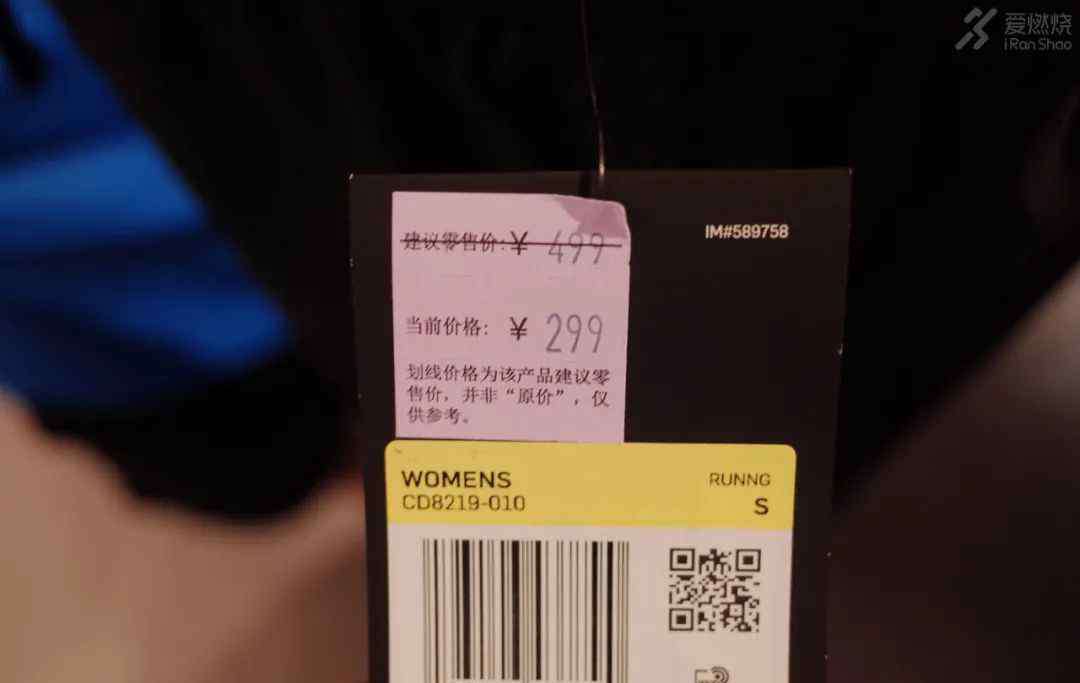 爱燃烧
iRanShao
IM#589758
建议零售价:￥ 499
当前价格: ￥ 299
划线价格为该产品建议零
售价, 并非“原价”, 仅
供参考。
WOMENS
RUNNG
CD8219-010
S